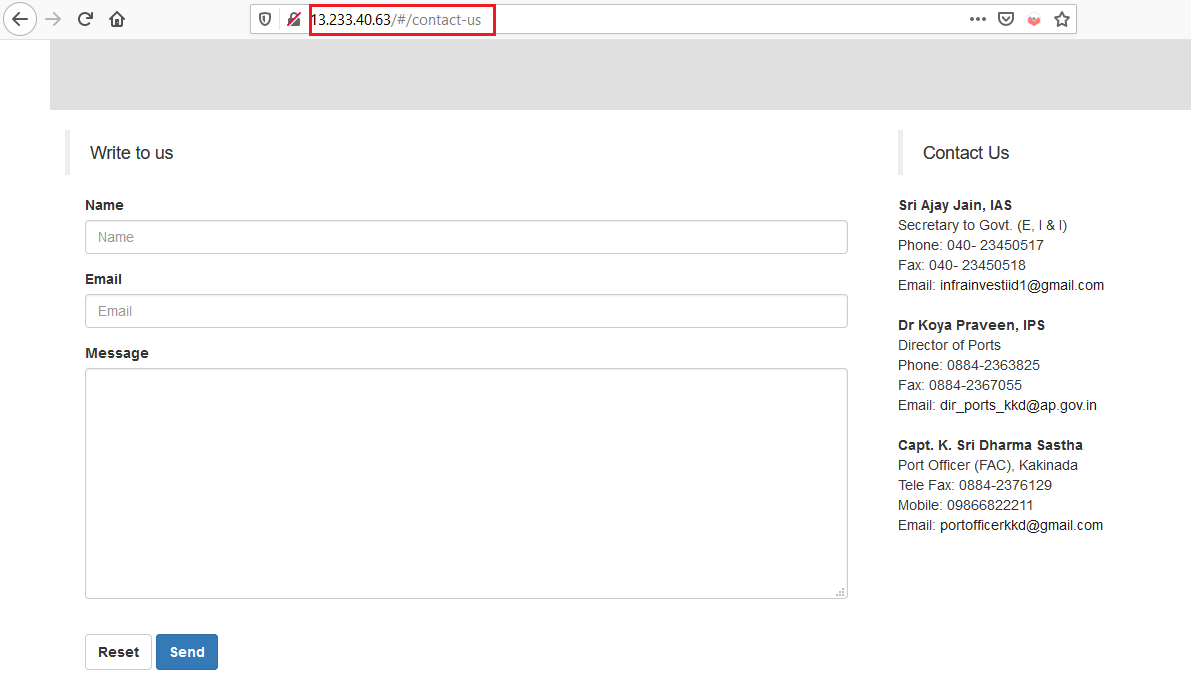 13.233.40.63/#/contact-us
Write to us
Name
Name
Email
Email
Message
Reset Send
Contact Us
Sri Ajay Jain, IAS
Secretary to Govt. (E, I & I)
Phone: 040- 23450517
Fax: 040- 23450518
Email: infrainvestiid1@gmail.com
Dr Koya Praveen, IPS
Director of Ports
Phone: 0884-2363825
Fax: 0884-2367055
Email: dir_ports_kkd@ap.gov.in
Capt. K. Sri Dharma Sastha
Port Officer (FAC), Kakinada
Tele Fax: 0884-2376129
Mobile: 09866822211
Email: portofficerkkd@gmail.com